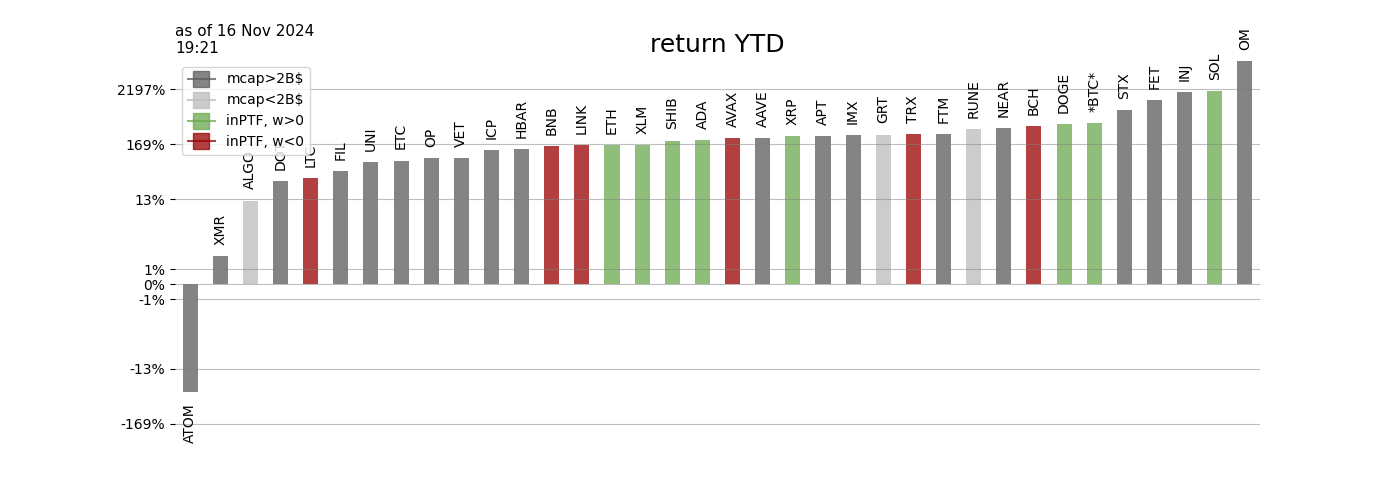 as of 16 Nov 2024
19:21
return YTD
mcap>2B$
mcap<2B$
inPTF, w>0
inPTF, w<0
2197%
169%
13%
1%
0%
-1%
-13%
-169%
ATOM
XMR
ALGO
DOT
LTC
FIL
UNI
ETC
OP
VET
ICP
HBAR
BNB
LINK
ETH
XLM
SHIB
ADA
AVAX
AAVE
XRP
APT
IMX
GRT
TRX
FTM
RUNE
NEAR
BCH
DOGE
*BTC*
STX
FET
INJ
SOL
OM